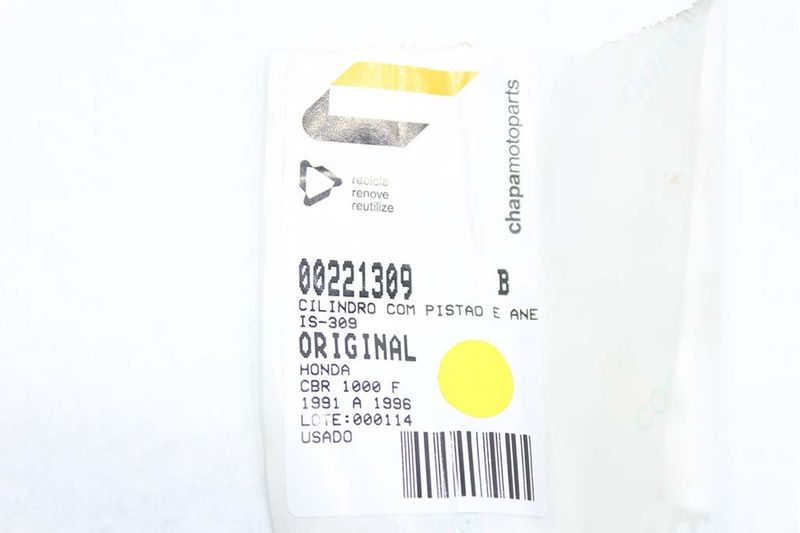 chapamotoparts
recicle
renove
reutilize
00221309 B
CILINDRO COM PISTAO E ANE
IS-309
ORIGINAL
HONDA
CBR 1000 F
1991 A 1996
LOTE:000114
USADO